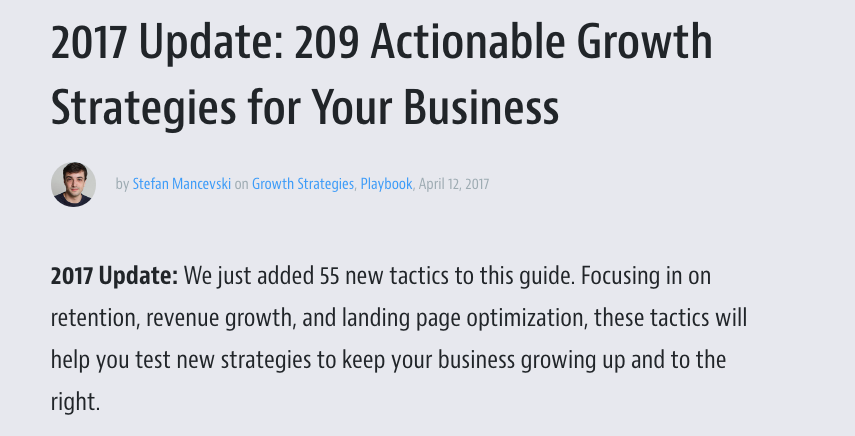 2017 Update: 209 Actionable Growth
Strategies for Your Business
by Stefan Mancevski on Growth Strategies, Playbook, April 12, 2017
2017 Update: We just added 55 new tactics to this guide. Focusing in on
retention, revenue growth, and landing page optimization, these tactics will
help you test new strategies to keep your business growing up and to the
right.